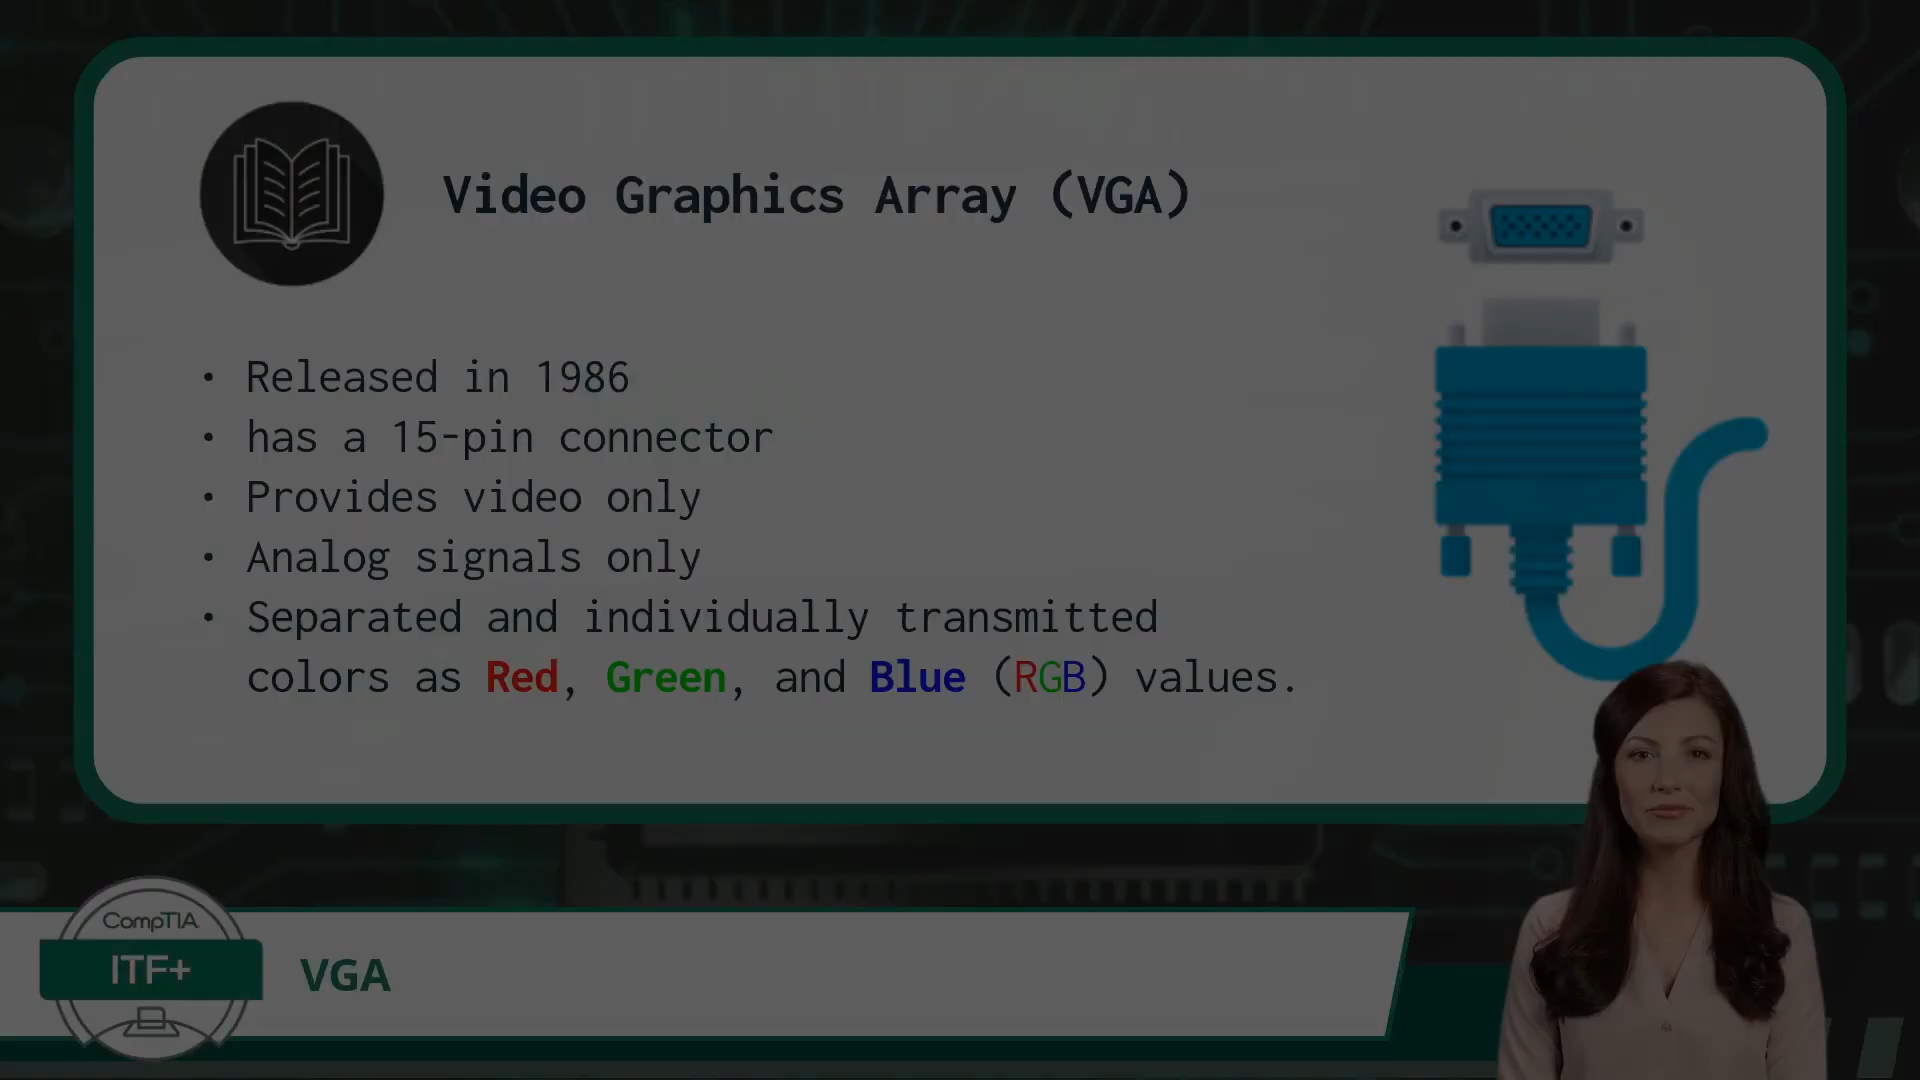 Video Graphics Array (VGA)
• Released in 1986
• has a 15-pin connector
• Provides video only
• Analog signals only
• Separated and individually transmitted
colors as Red, Green, and Blue (RGB) values.
CompTIA
ITF+
VGA